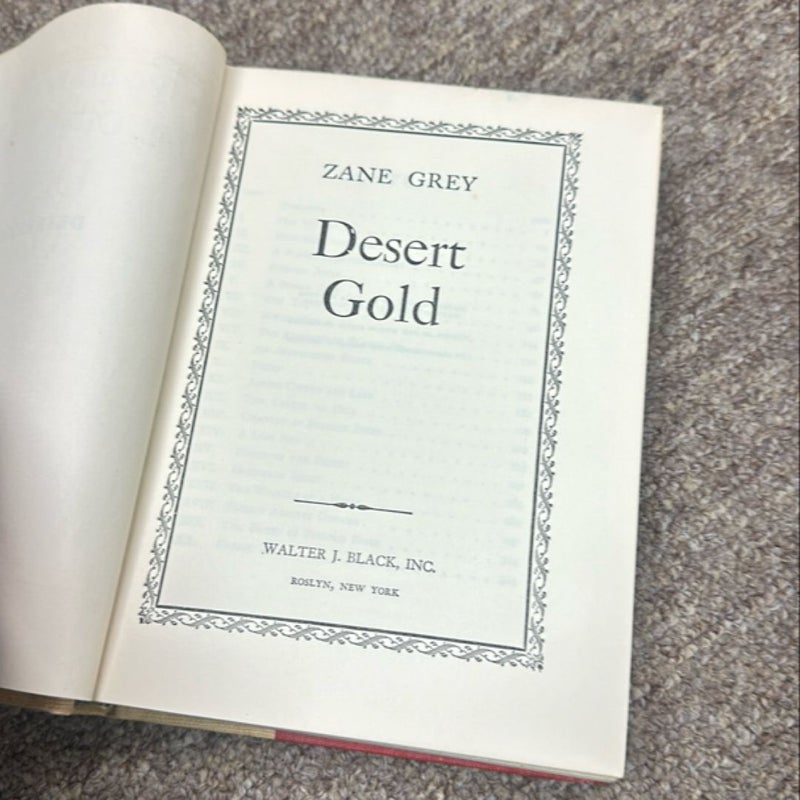 ZANE GREY
Desert
Gold
WALTER J. BLACK, INC.
ROSLYN, NEW YORK